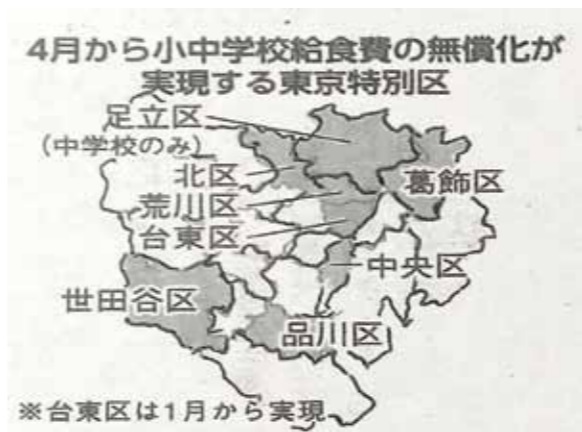 4月から小中学校給食費の無償化が
実現する東京特別区
足立区
(中学校のみ)
北区
葛飾区
荒川区
台東区
中央区
世田谷区
品川区
※台東区は1月から実現